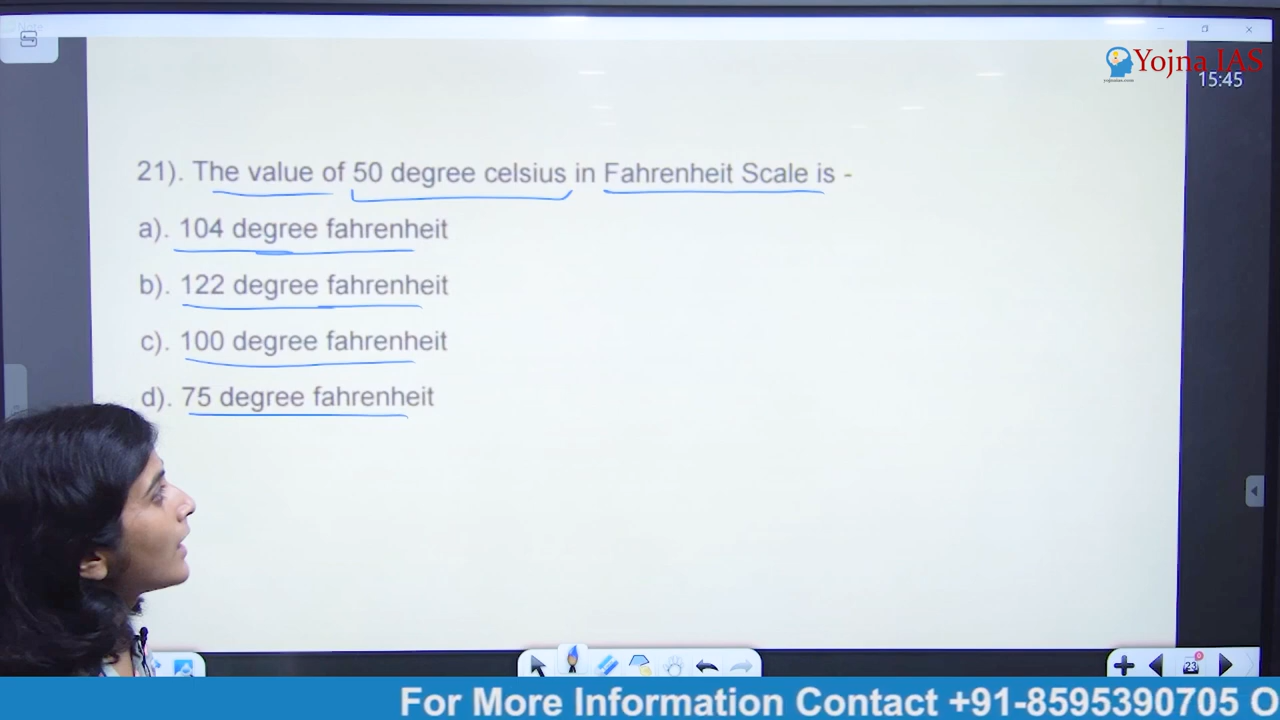 Yojna IAS
15:45
21). The value of 50 degree celsius in Fahrenheit Scale is -
a). 104 degree fahrenheit
b). 122 degree fahrenheit
c). 100 degree fahrenheit
d). 75 degree fahrenheit
23
For More Information Contact +91-8595390705 O